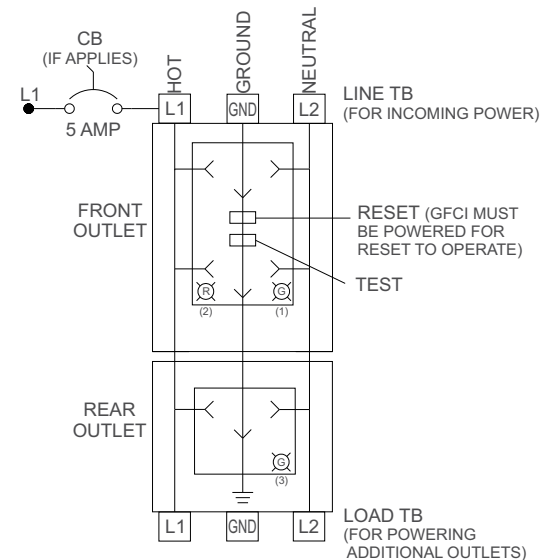 CB
(IF APPLIES)
L1
5 AMP
HOT
GROUND
NEUTRAL
L1
GND
L2
LINE TB
(FOR INCOMING POWER)
FRONT
OUTLET
RESET (GFCI MUST
BE POWERED FOR
RESET TO OPERATE)
TEST
R
(2)
G
(1)
REAR
OUTLET
G
(3)
L1
GND
L2
LOAD TB
(FOR POWERING
ADDITIONAL OUTLETS)